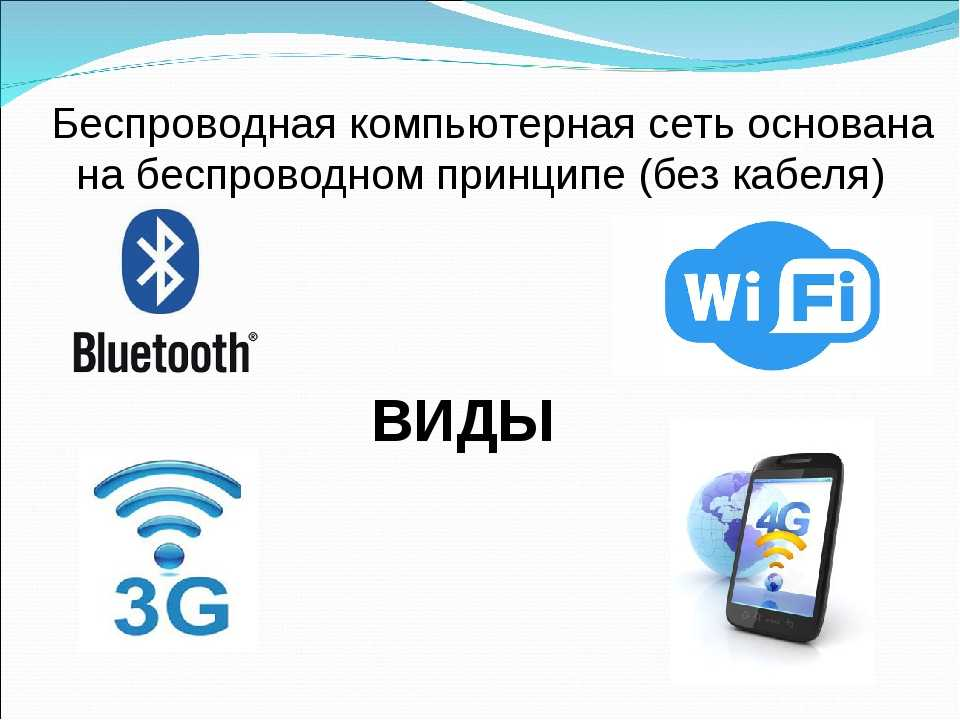 Беспроводная компьютерная сеть основана
на беспроводном принципе (без кабеля)
Bluetooth®
Wi Fi
ВИДЫ
3G
4G